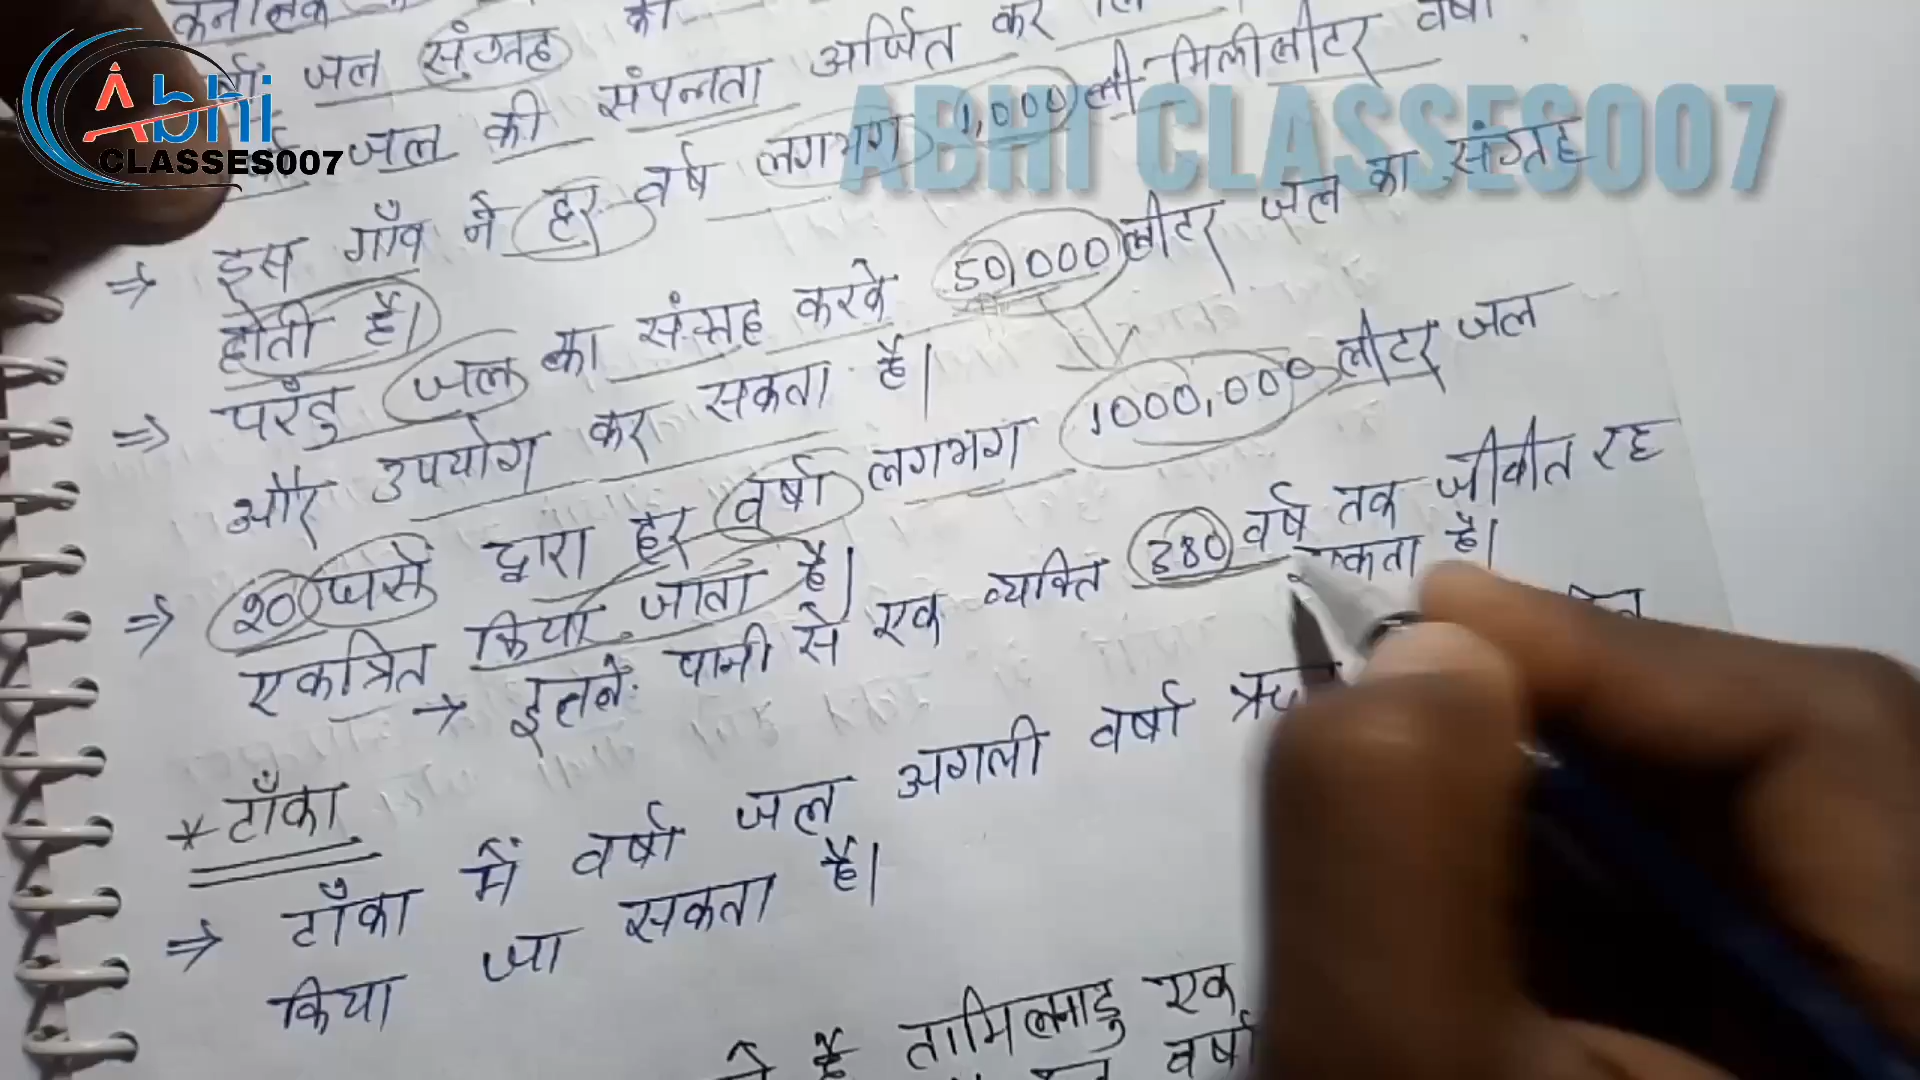 जल संग्रह का
जल की संपन्नता अर्जित कर
⇒ इस गाँव ने हर वर्ष लगभग 1,000 ली मिलीलीटर वर्षा
होती है।
⇒ परंतु जल का संग्रह करके 50,000 लीटर जल का संग्रह
और उपयोग कर सकता है।
⇒ 20 घरों द्वारा हर वर्षा लगभग 1000,000 लीटर जल
एकत्रित किया जाता है।
→ इतने पानी से एक व्यक्ति 280 वर्ष तक जीवीत रह
सकता है।
* टाँका
⇒ टाँका में वर्षा जल अगली वर्षा
किया जा सकता है।
है तामिलनाडु एक
वर्षा
Abhi
CLASSES007
ABHI CLASSES007